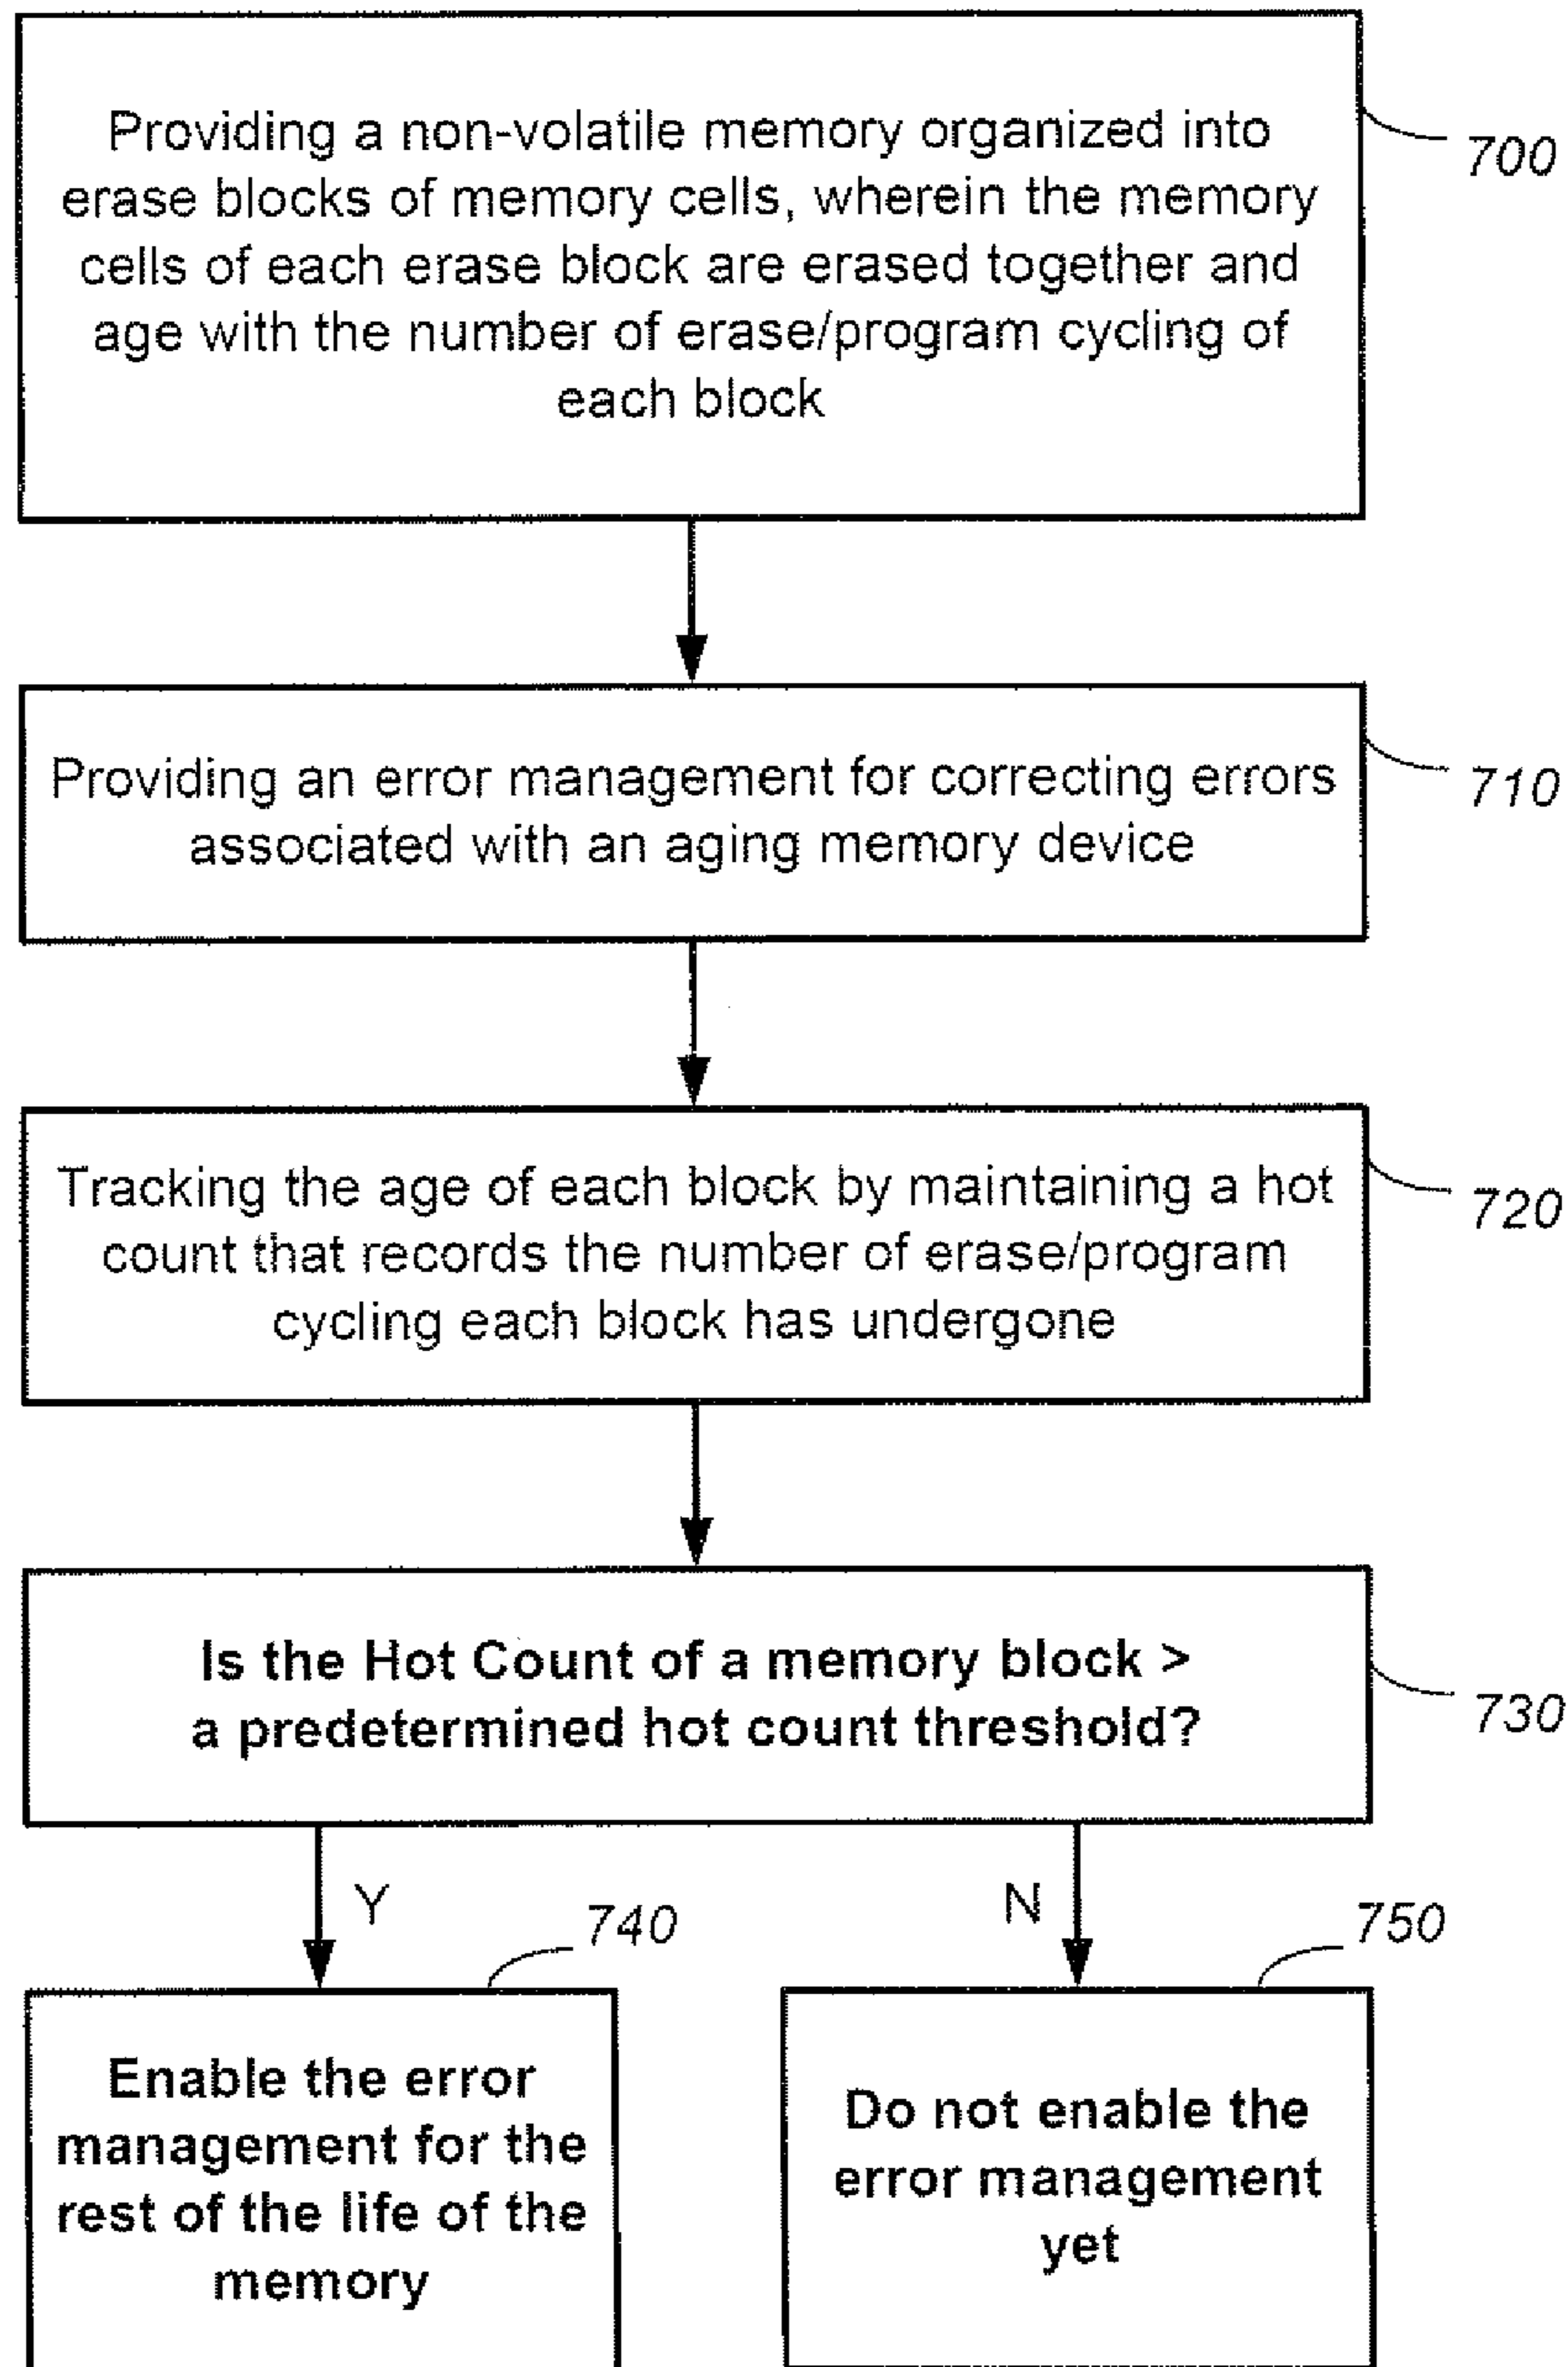 Providing a non-volatile memory organized into
erase blocks of memory cells, wherein the memory
cells of each erase block are erased together and
age with the number of erase/program cycling of
each block
700
Providing an error management for correcting errors
associated with an aging memory device
710
Tracking the age of each block by maintaining a hot
count that records the number of erase/program
cycling each block has undergone
720
Is the Hot Count of a memory block >
a predetermined hot count threshold?
730
Y
740
N
750
Enable the error
management for the
rest of the life of the
memory
Do not enable the
error management
yet